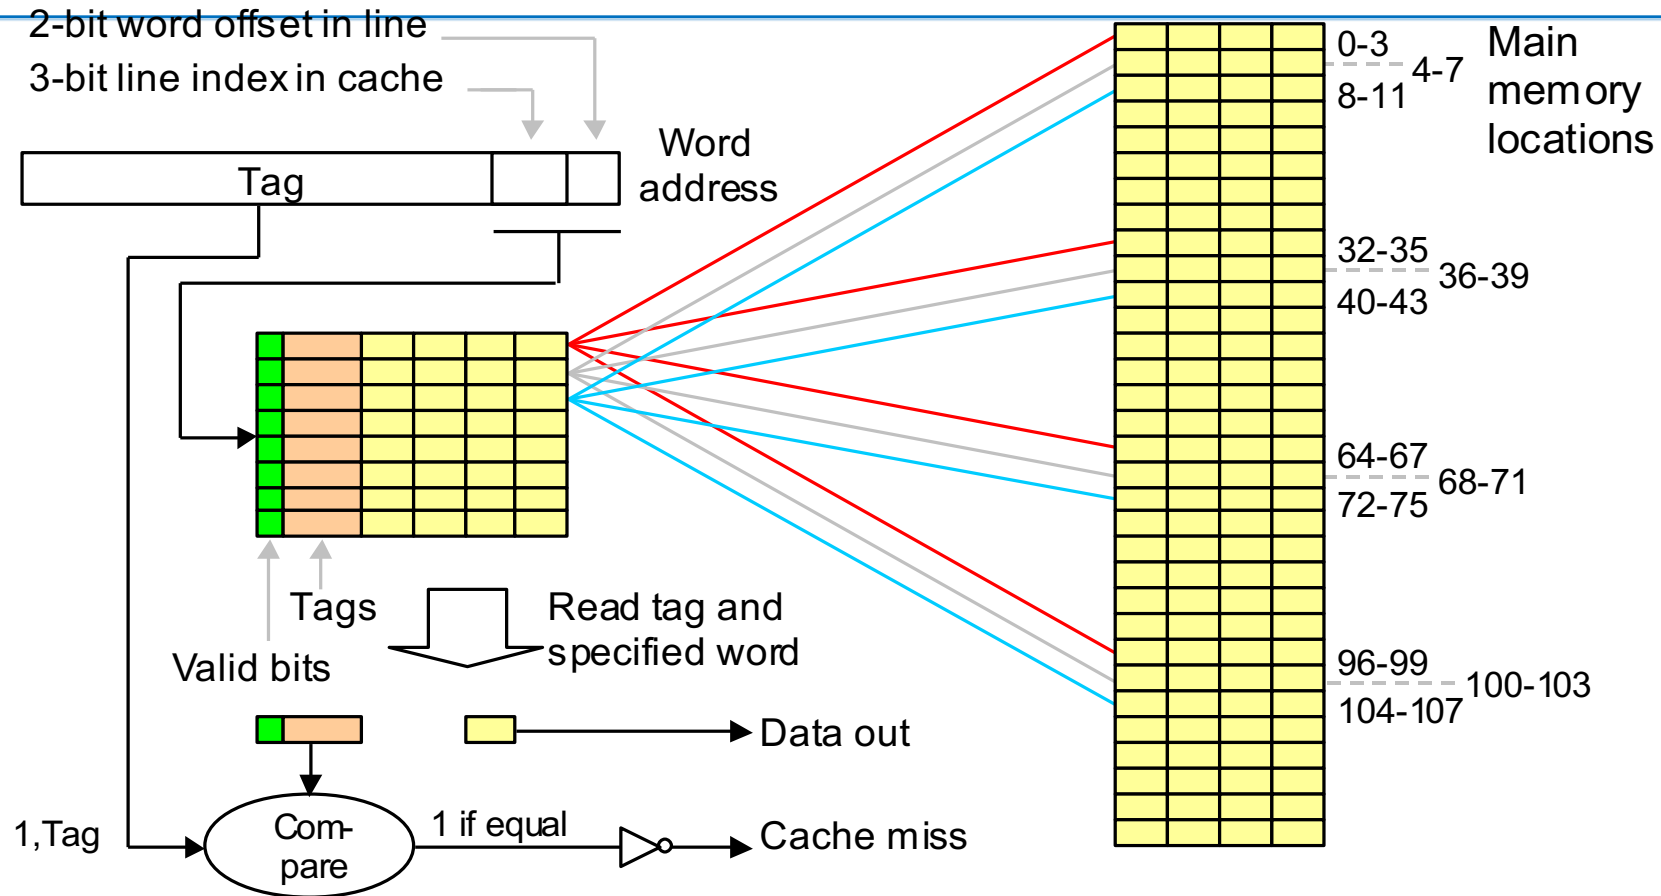 2-bit word offset in line
3-bit line index in cache
Tag
Word
address
0-3
4-7
8-11
Main
memory
locations
32-35
36-39
40-43
64-67
68-71
72-75
96-99
100-103
104-107
Tags
Valid bits
Read tag and
specified word
Data out
1,Tag
Com-
pare
1 if equal
Cache miss